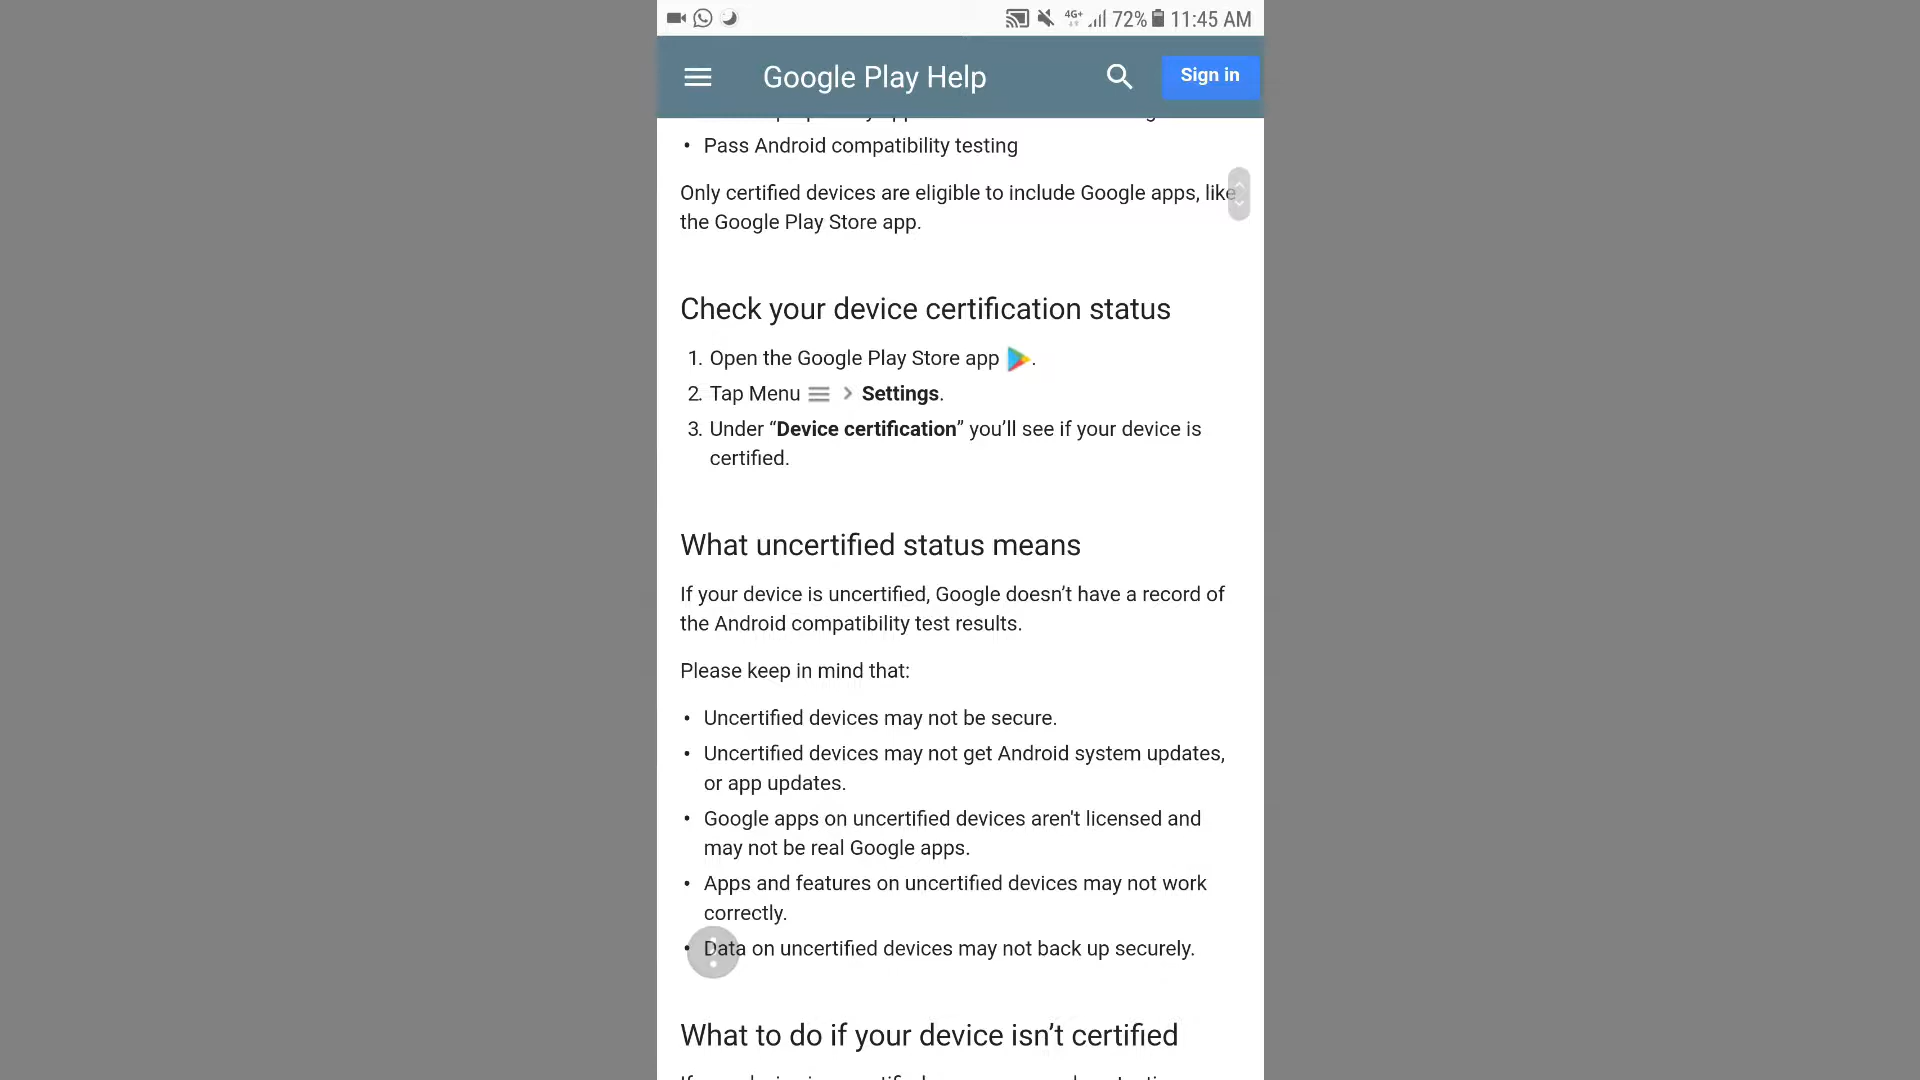 4G+ 72% 11:45 AM
Google Play Help
Sign in
• Pass Android compatibility testing
Only certified devices are eligible to include Google apps, like
the Google Play Store app.
Check your device certification status
1. Open the Google Play Store app .
2. Tap Menu > Settings.
3. Under “Device certification” you’ll see if your device is
certified.
What uncertified status means
If your device is uncertified, Google doesn’t have a record of
the Android compatibility test results.
Please keep in mind that:
• Uncertified devices may not be secure.
• Uncertified devices may not get Android system updates,
or app updates.
• Google apps on uncertified devices aren't licensed and
may not be real Google apps.
• Apps and features on uncertified devices may not work
correctly.
• Data on uncertified devices may not back up securely.
What to do if your device isn’t certified